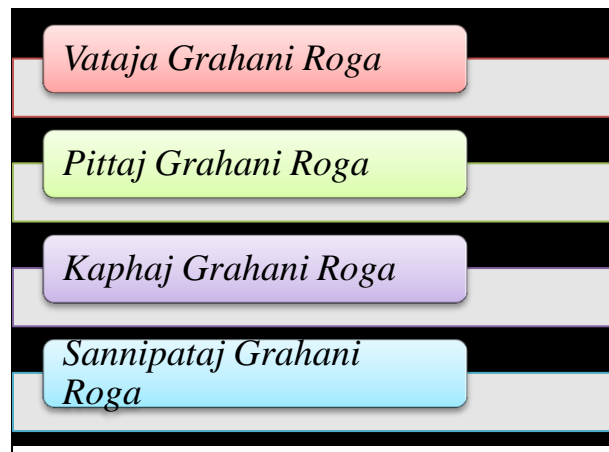 Vataja Grahani Roga
Pittaj Grahani Roga
Kaphaj Grahani Roga
Sannipataj Grahani
Roga